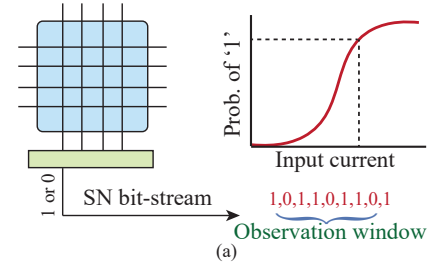 Prob. of ‘1’
Input current
1 or 0
SN bit-stream
1,0,1,1,0,1,1,0,1
Observation window
(a)